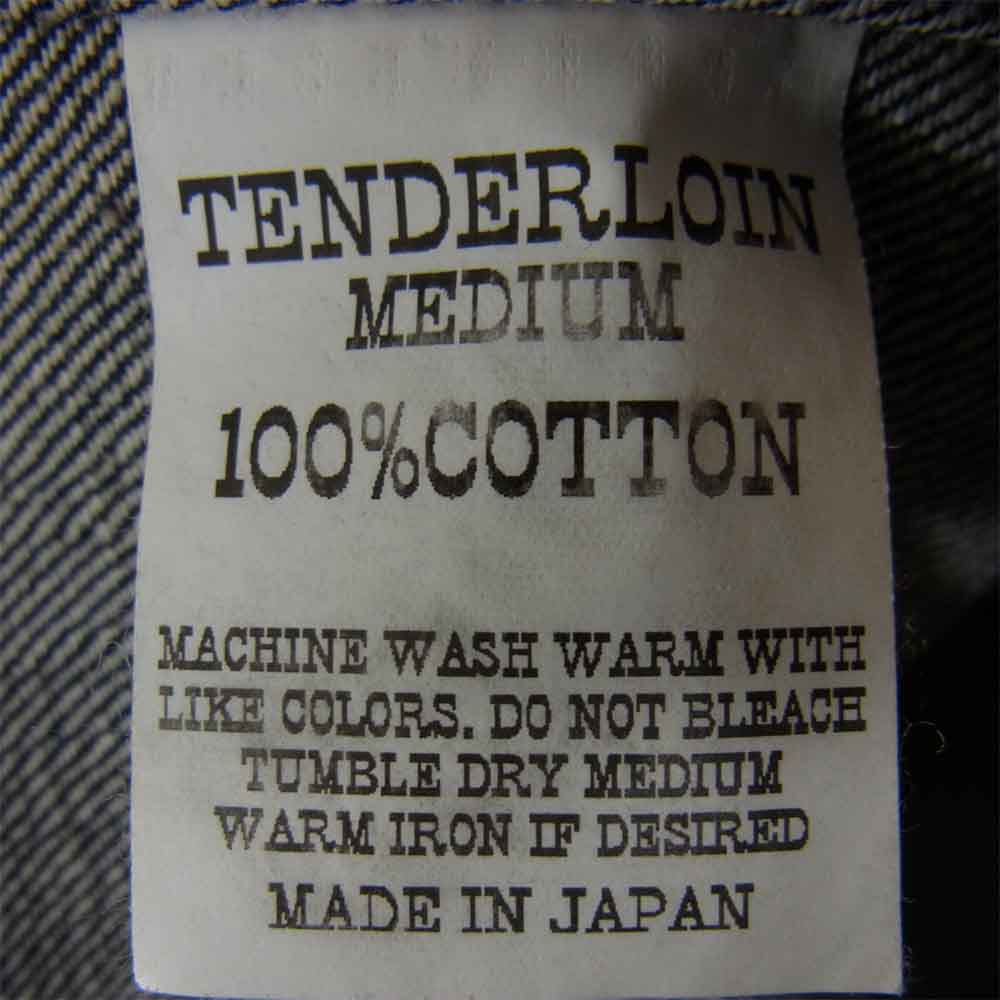 TENDERLOIN
MEDIUM
100%COTTON
MACHINE WASH WARM WITH
LIKE COLORS. DO NOT BLEACH
TUMBLE DRY MEDIUM
WARM IRON IF DESIRED
MADE IN JAPAN